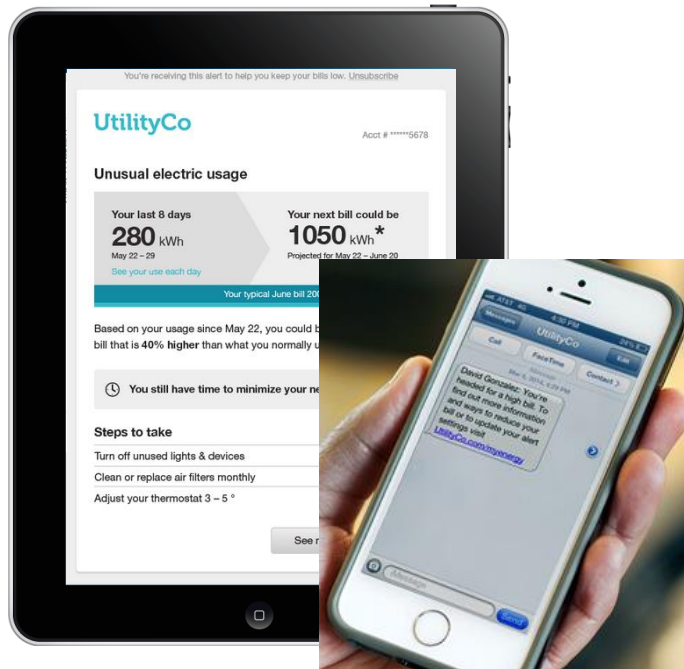 You're receiving this alert to help you keep your bills low. Unsubscribe
UtilityCo
Acct # ******5678
Unusual electric usage
Your last 8 days
280 kWh
May 22 – 29
See your use each day
Your next bill could be
1050 kWh*
Projected for May 22 – June 20
Your typical June bill 200
Based on your usage since May 22, you could b
bill that is 40% higher than what you normally u
You still have time to minimize your ne
Steps to take
Turn off unused lights & devices
Clean or replace air filters monthly
Adjust your thermostat 3 – 5 °
See
AT&T 4G
4:30 PM
24%
Messages
UtilityCo
Edit
Call
FaceTime
Contact
David Gonzalez: You're
headed for a high bill. To
find out more information
and ways to reduce your
bill or to update your alert
settings visit
UtilityCo.com/myenergy
iMessage
Send